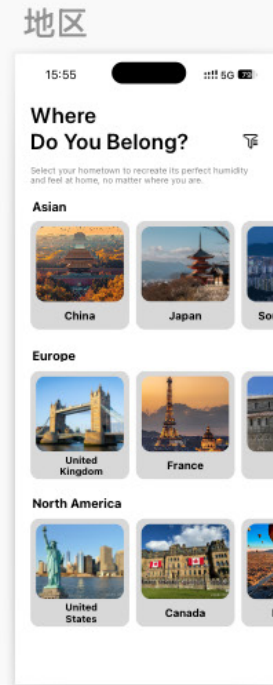 地区
15:55
5G 79
Where
Do You Belong?
Select your hometown to recreate its perfect humidity
and feel at home, no matter where you are.
Asian
China
Japan
Europe
United
Kingdom
France
North America
United
States
Canada